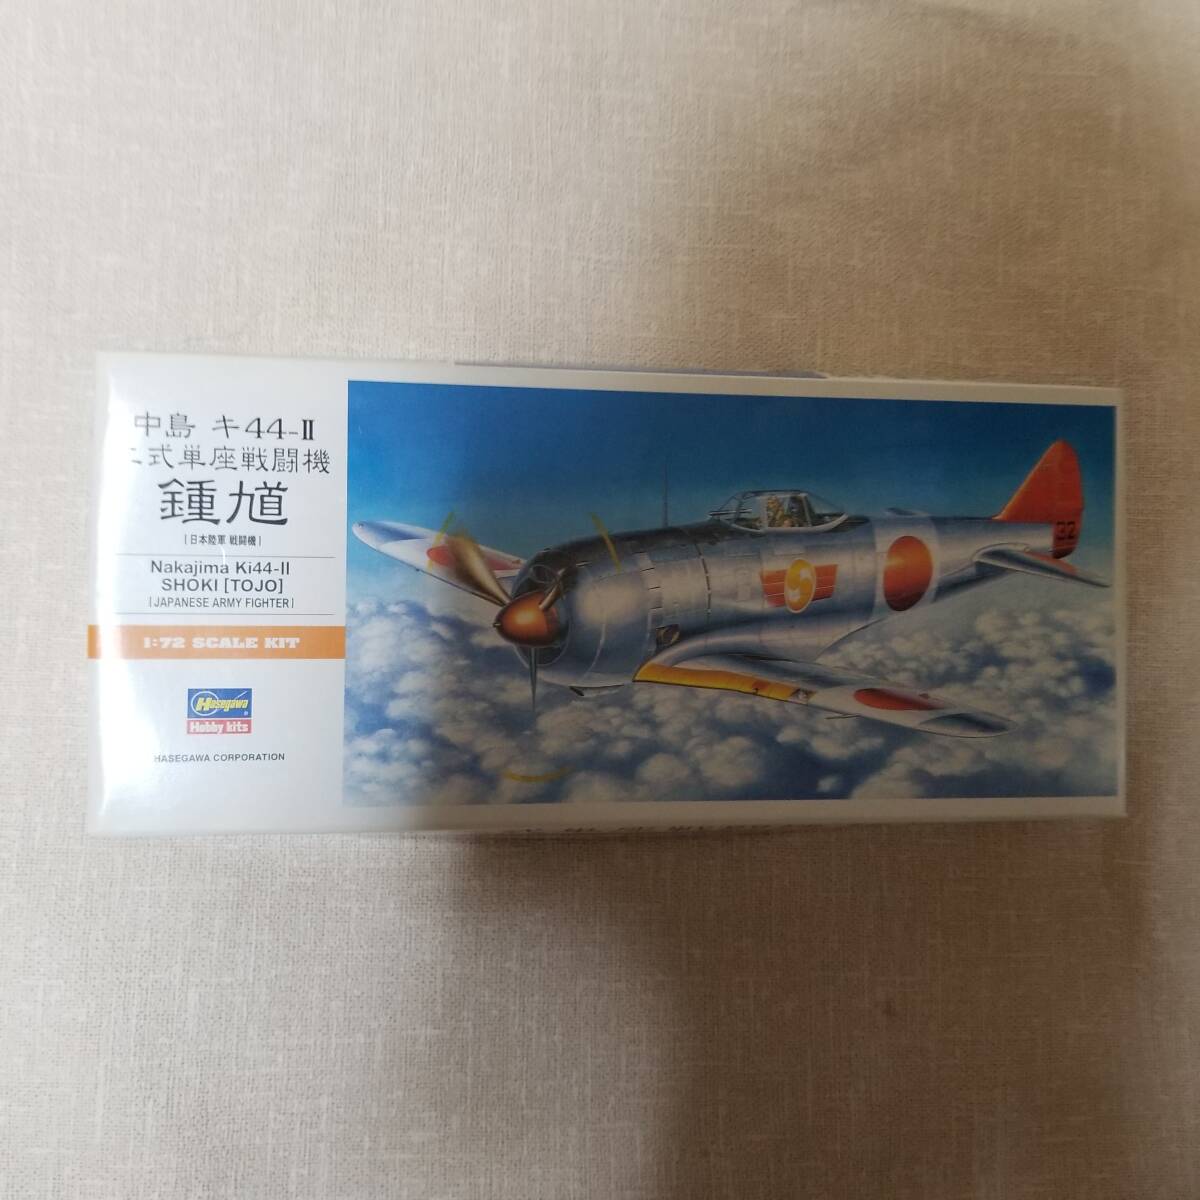 中島 キ44-II
二式単座戦闘機
鍾馗
[日本陸軍 戦闘機]
Nakajima Ki44-II
SHOKI [TOJO]
[JAPANESE ARMY FIGHTER]
1:72 SCALE KIT
Hasegawa
Hobby kits
HASEGAWA CORPORATION
22